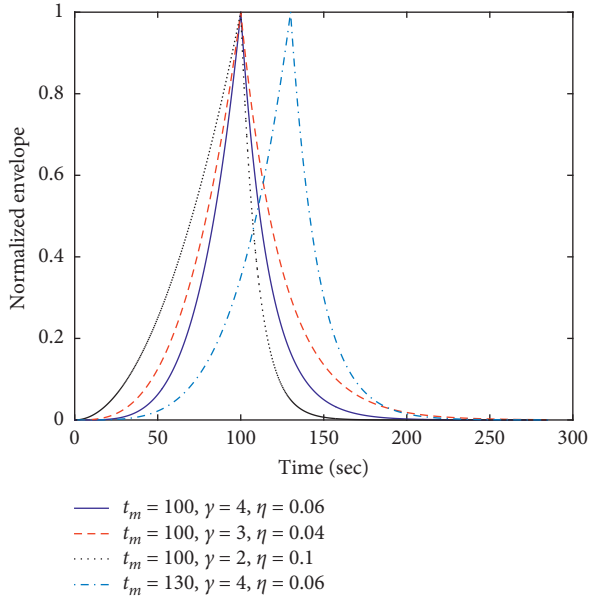 1
0.8
0.6
0.4
0.2
0
Normalized envelope
0 50 100 150 200 250 300
Time (sec)
t_m = 100, γ = 4, η = 0.06
t_m = 100, γ = 3, η = 0.04
t_m = 100, γ = 2, η = 0.1
t_m = 130, γ = 4, η = 0.06